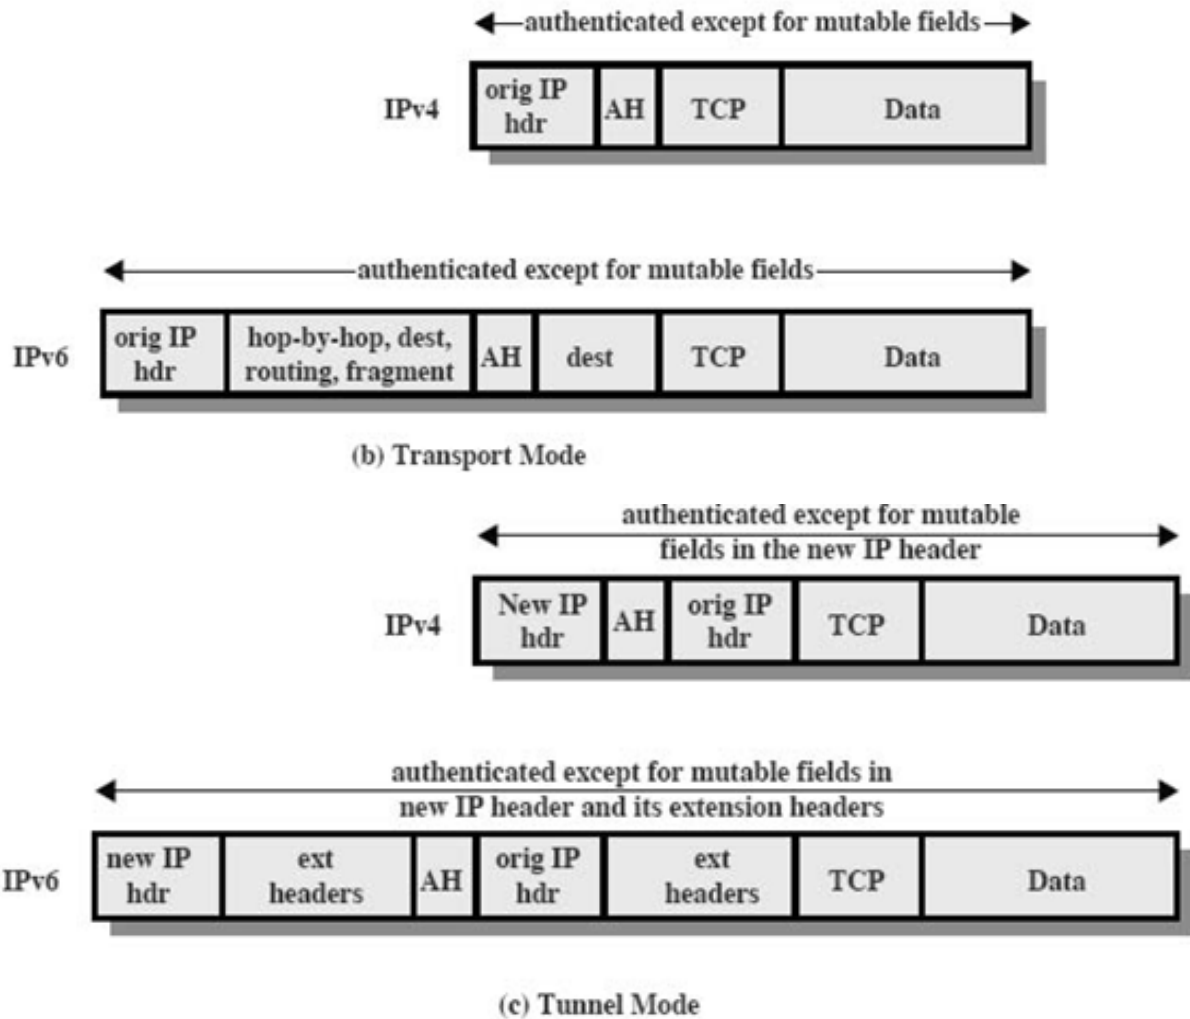 authenticated except for mutable fields
IPv4
orig IP
hdr
AH
TCP
Data
authenticated except for mutable fields
IPv6
orig IP
hdr
hop-by-hop, dest,
routing, fragment
AH
dest
TCP
Data
(b) Transport Mode
authenticated except for mutable
fields in the new IP header
IPv4
New IP
hdr
AH
orig IP
hdr
TCP
Data
authenticated except for mutable fields in
new IP header and its extension headers
IPv6
new IP
hdr
ext
headers
AH
orig IP
hdr
ext
headers
TCP
Data
(c) Tunnel Mode